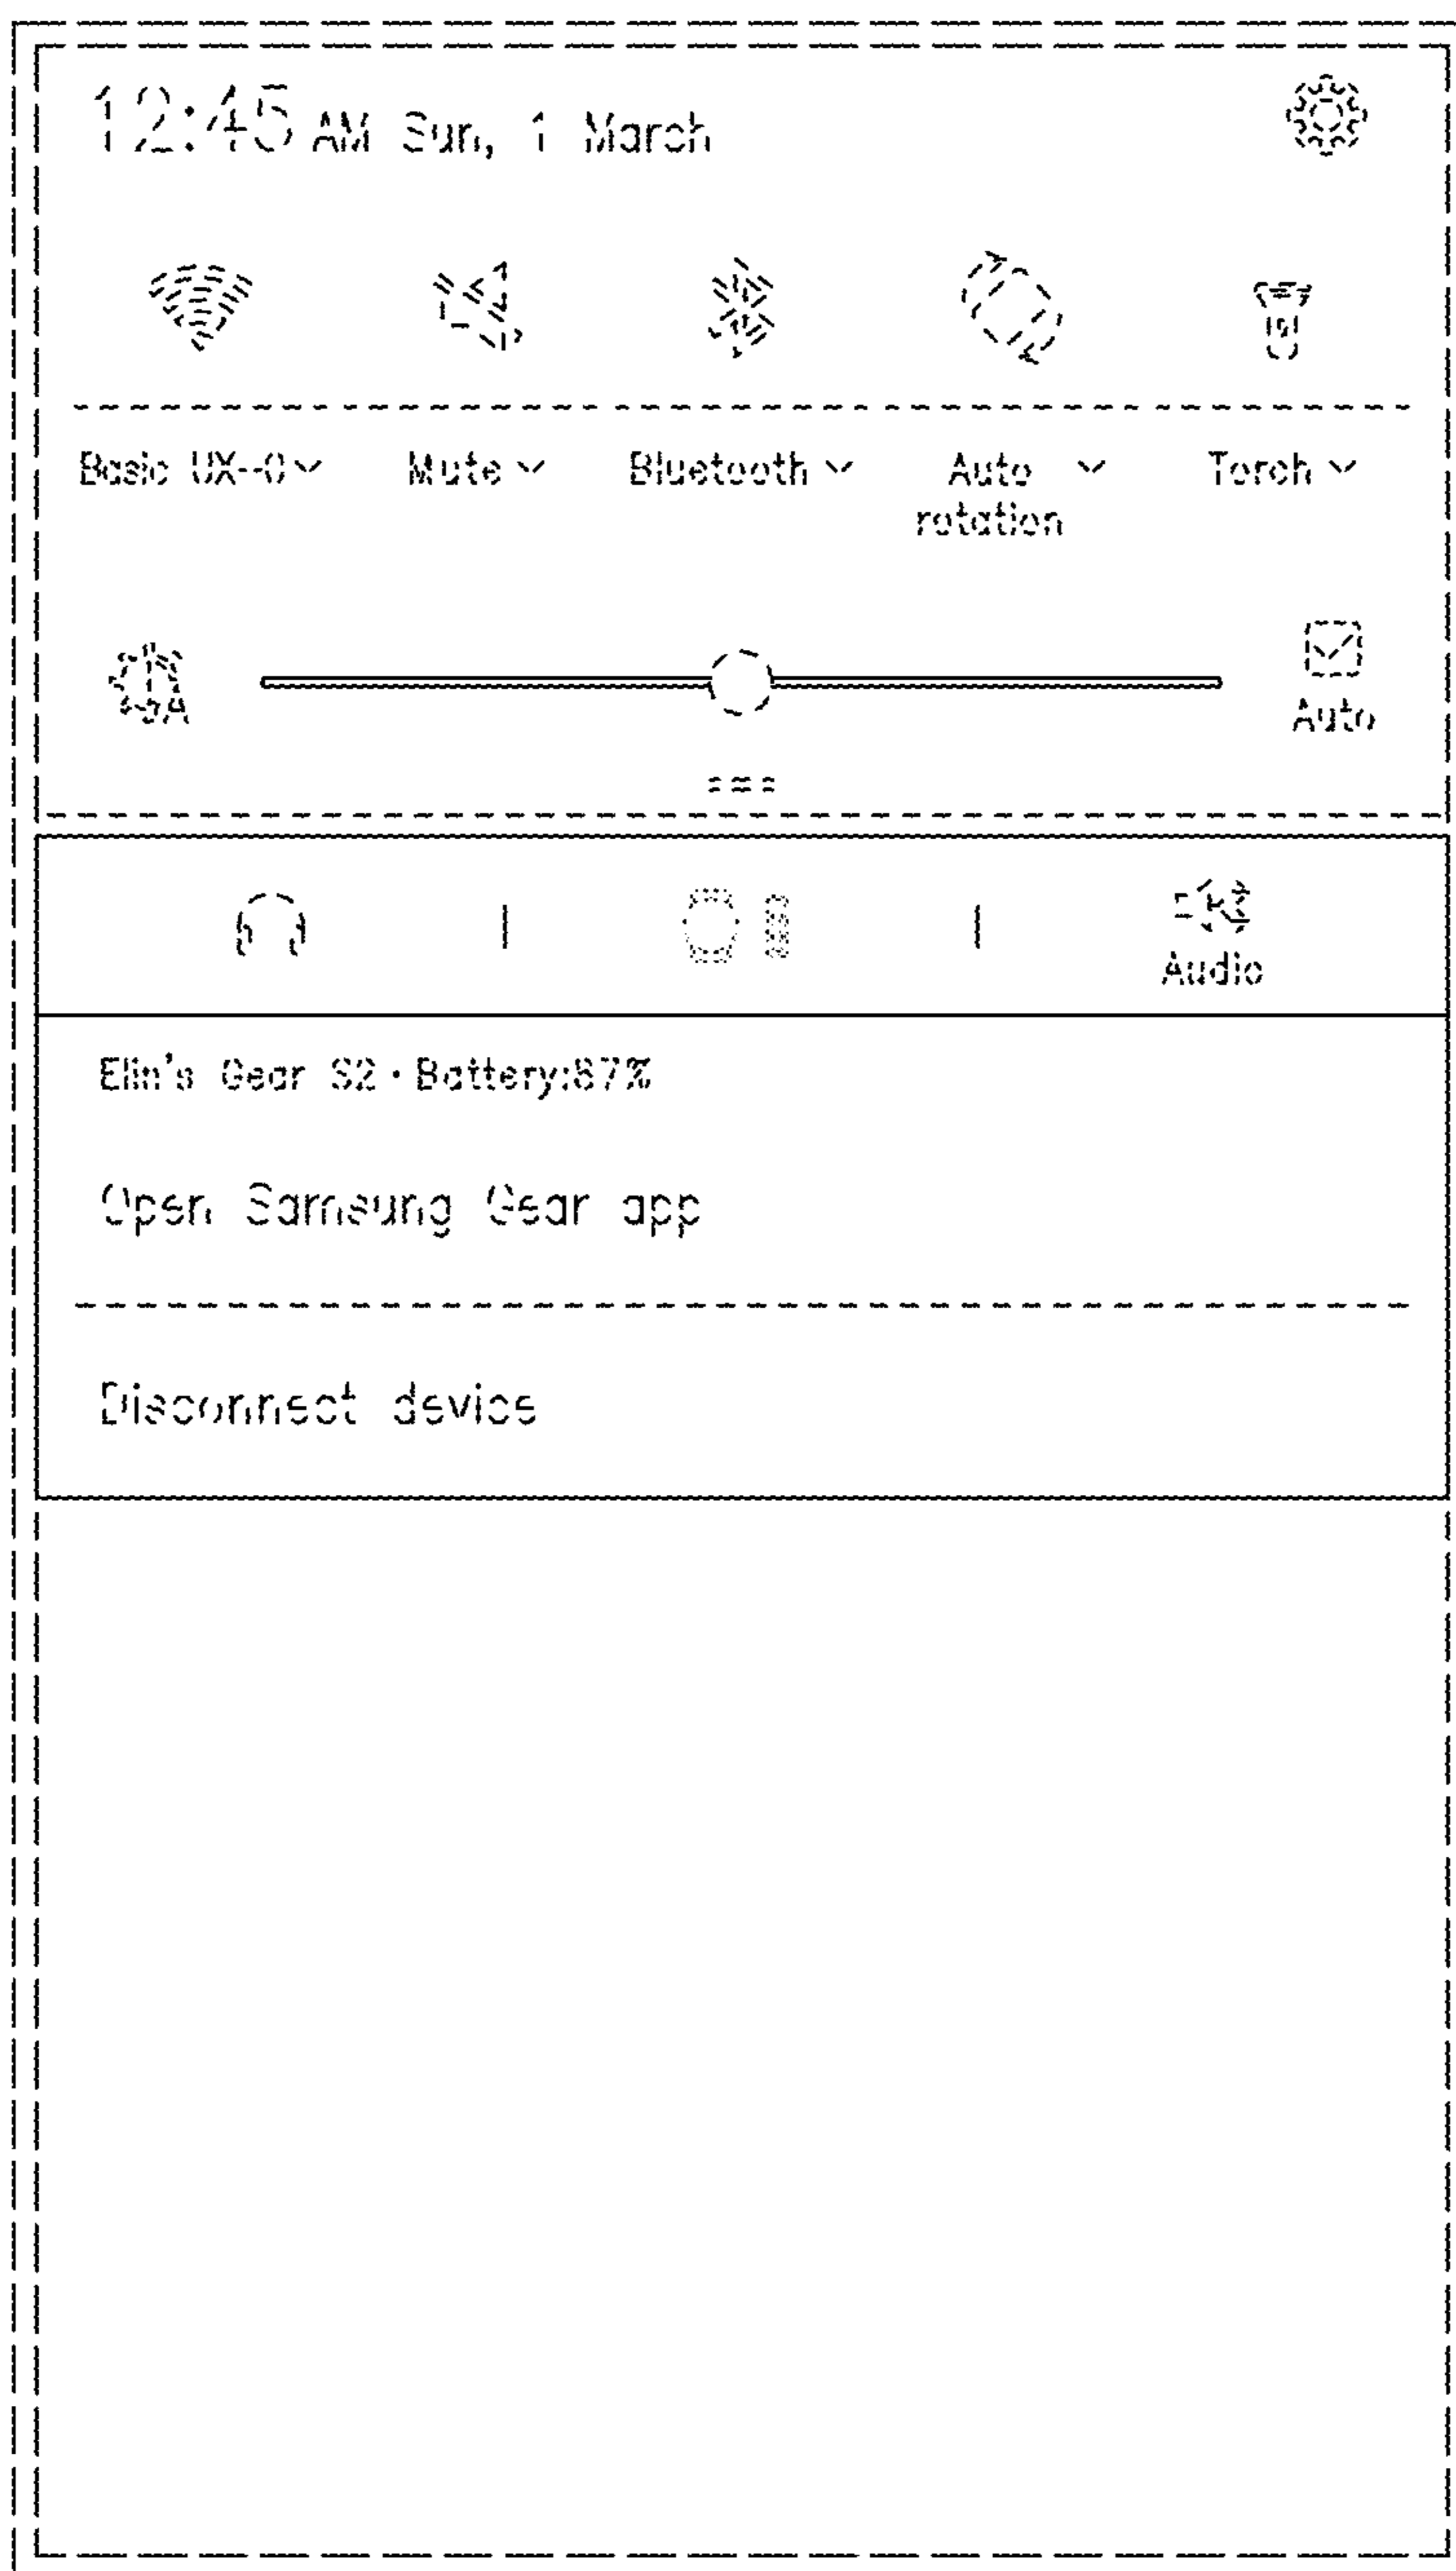 12:45 AM Sun, 1 March
Basic UX--0 Mute Bluetooth Auto rotation Torch
A Auto
Audio
Elin's Gear S2 · Battery:87%
Open Samsung Gear app
Disconnect device